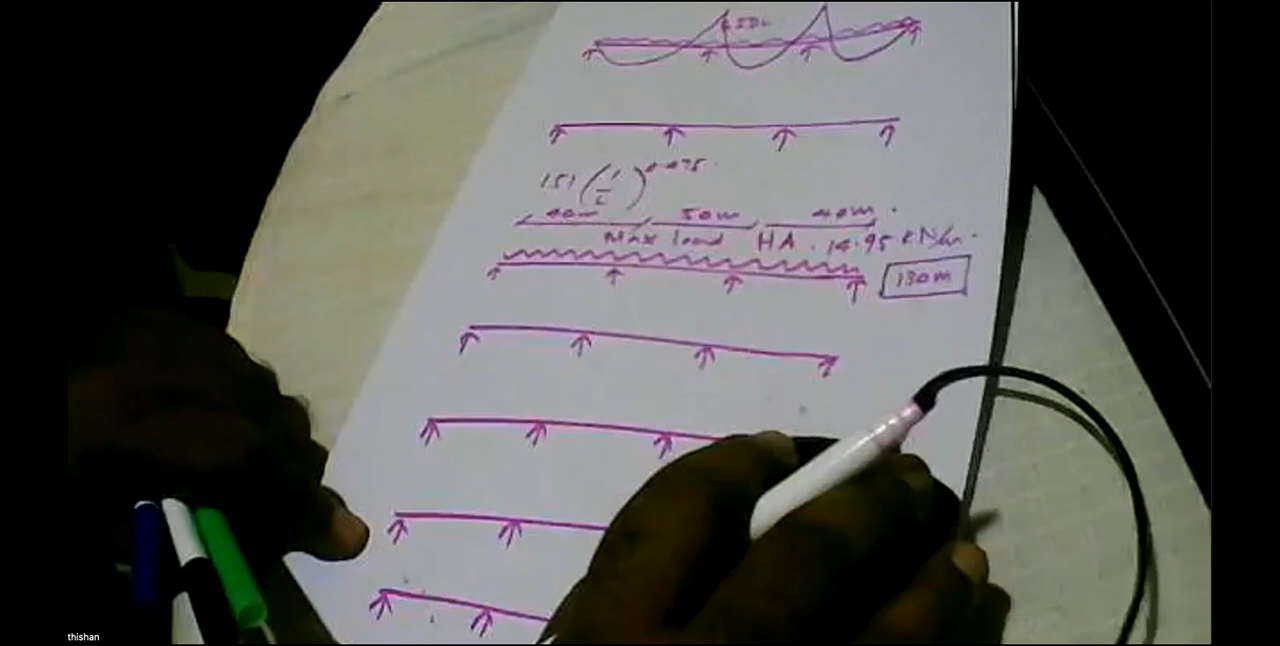 SDL
151 (1/L)^0.475
40m 50m 40m.
Max load HA. 14.95 kN/m.
130m
thishan